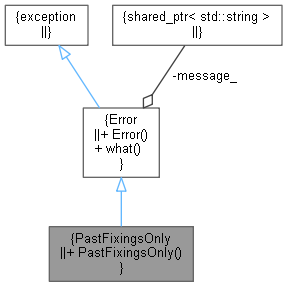 {exception
||}
{shared_ptr< std::string >
||}
-message_
{Error
||+ Error()
+ what()
}
{PastFixingsOnly
||+ PastFixingsOnly()
}